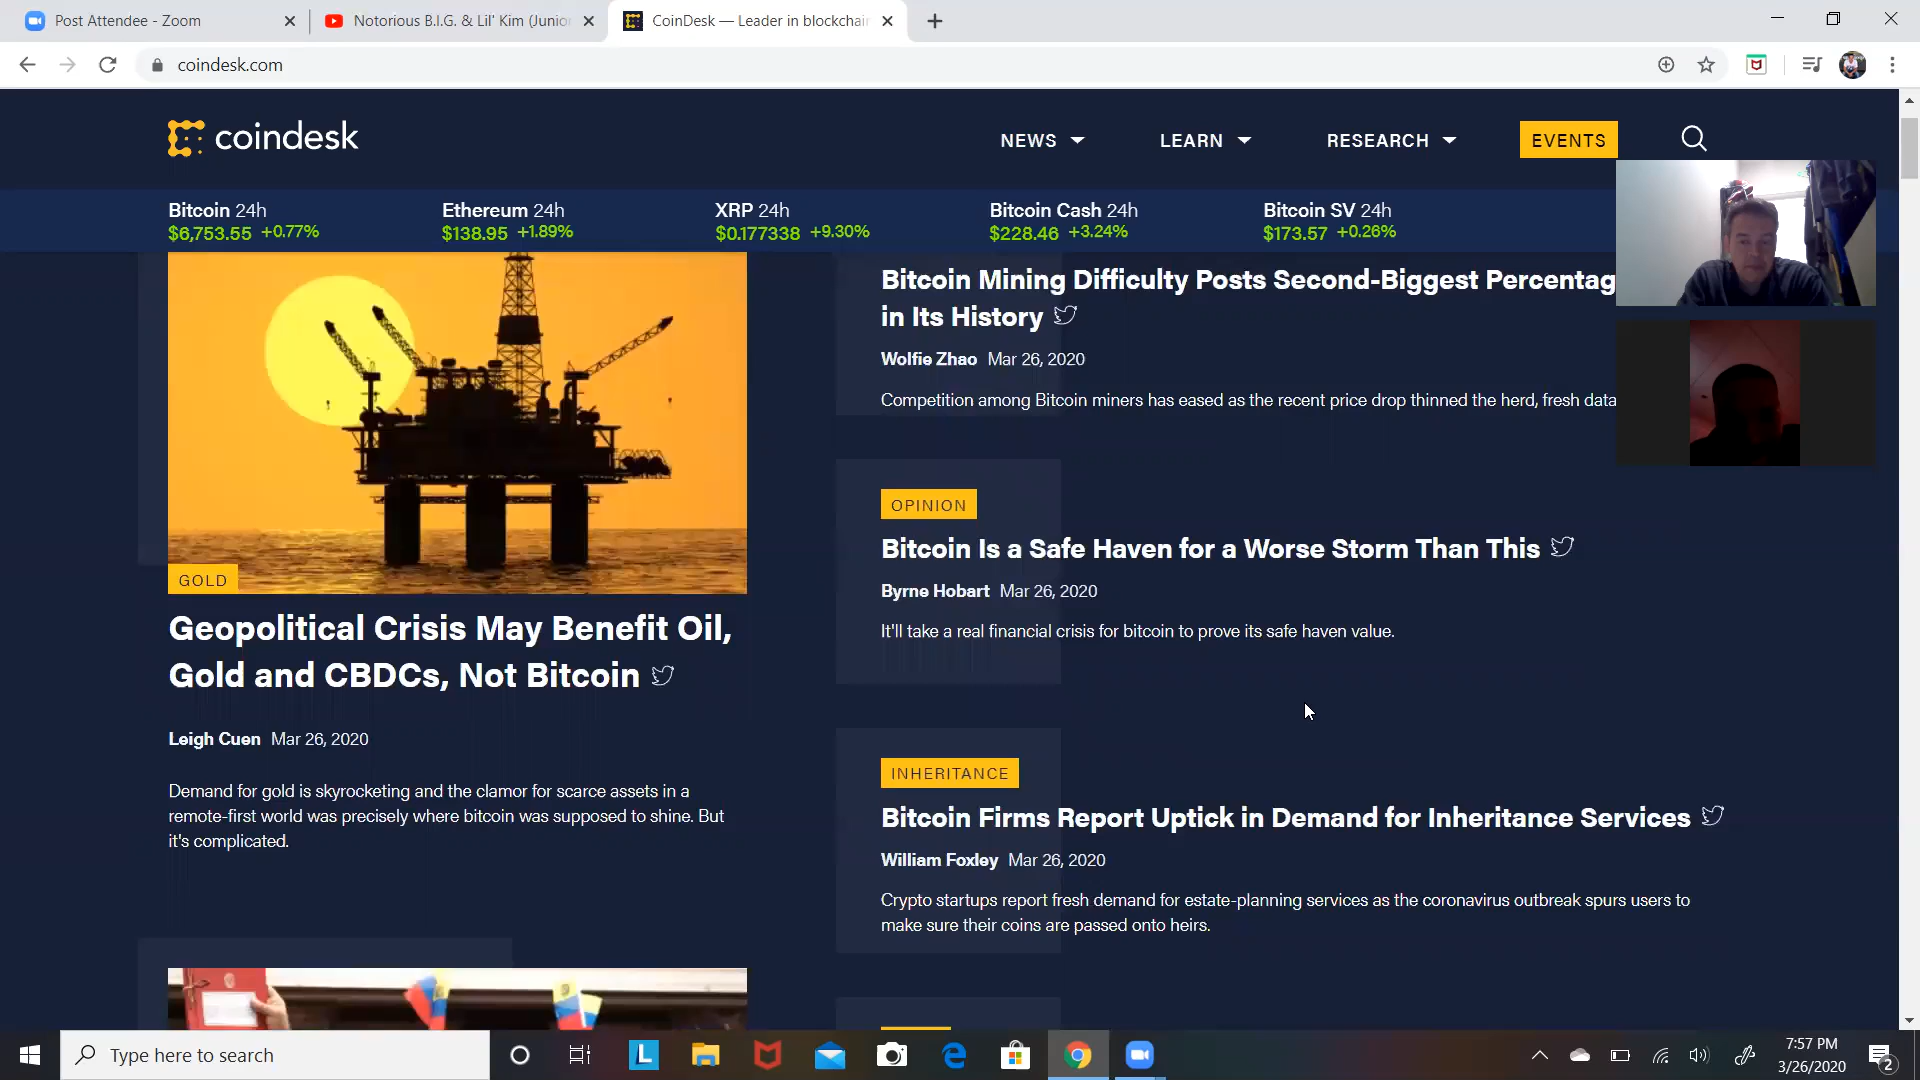 Post Attendee - Zoom
Notorious B.I.G. & Lil' Kim (Junio
CoinDesk — Leader in blockchain
coindesk.com
coindesk
NEWS
LEARN
RESEARCH
EVENTS
Bitcoin 24h
$6,753.55 +0.77%
Ethereum 24h
$138.95 +1.89%
XRP 24h
$0.177338 +9.30%
Bitcoin Cash 24h
$228.46 +3.24%
Bitcoin SV 24h
$173.57 +0.26%
GOLD
Geopolitical Crisis May Benefit Oil,
Gold and CBDCs, Not Bitcoin
Leigh Cuen Mar 26, 2020
Demand for gold is skyrocketing and the clamor for scarce assets in a
remote-first world was precisely where bitcoin was supposed to shine. But
it's complicated.
Bitcoin Mining Difficulty Posts Second-Biggest Percentag
in Its History
Wolfie Zhao Mar 26, 2020
Competition among Bitcoin miners has eased as the recent price drop thinned the herd, fresh data
OPINION
Bitcoin Is a Safe Haven for a Worse Storm Than This
Byrne Hobart Mar 26, 2020
It'll take a real financial crisis for bitcoin to prove its safe haven value.
INHERITANCE
Bitcoin Firms Report Uptick in Demand for Inheritance Services
William Foxley Mar 26, 2020
Crypto startups report fresh demand for estate-planning services as the coronavirus outbreak spurs users to
make sure their coins are passed onto heirs.
Type here to search
L
7:57 PM
3/26/2020
2